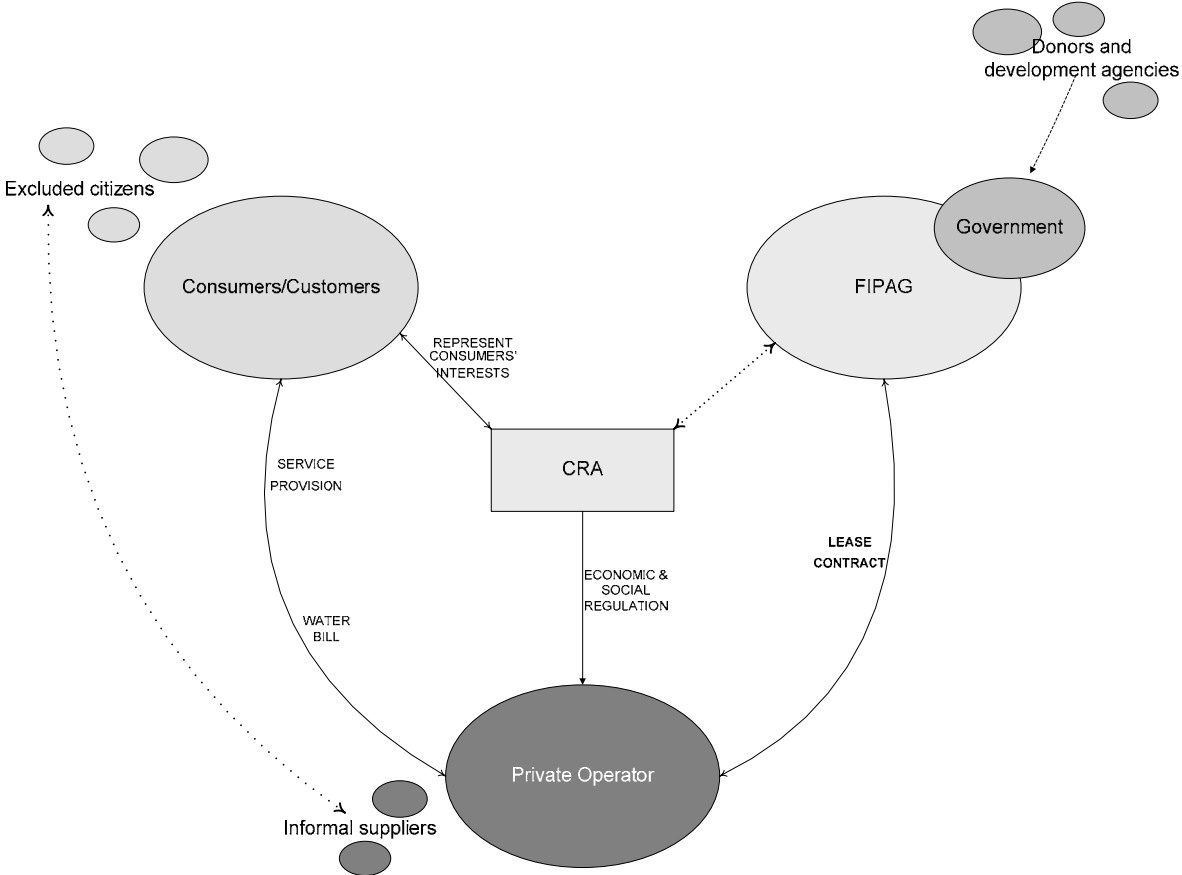 Donors and
development agencies
Excluded citizens
Government
Consumers/Customers
FIPAG
REPRESENT
CONSUMERS'
INTERESTS
CRA
SERVICE
PROVISION
LEASE
CONTRACT
ECONOMIC &
SOCIAL
REGULATION
WATER
BILL
Private Operator
Informal suppliers